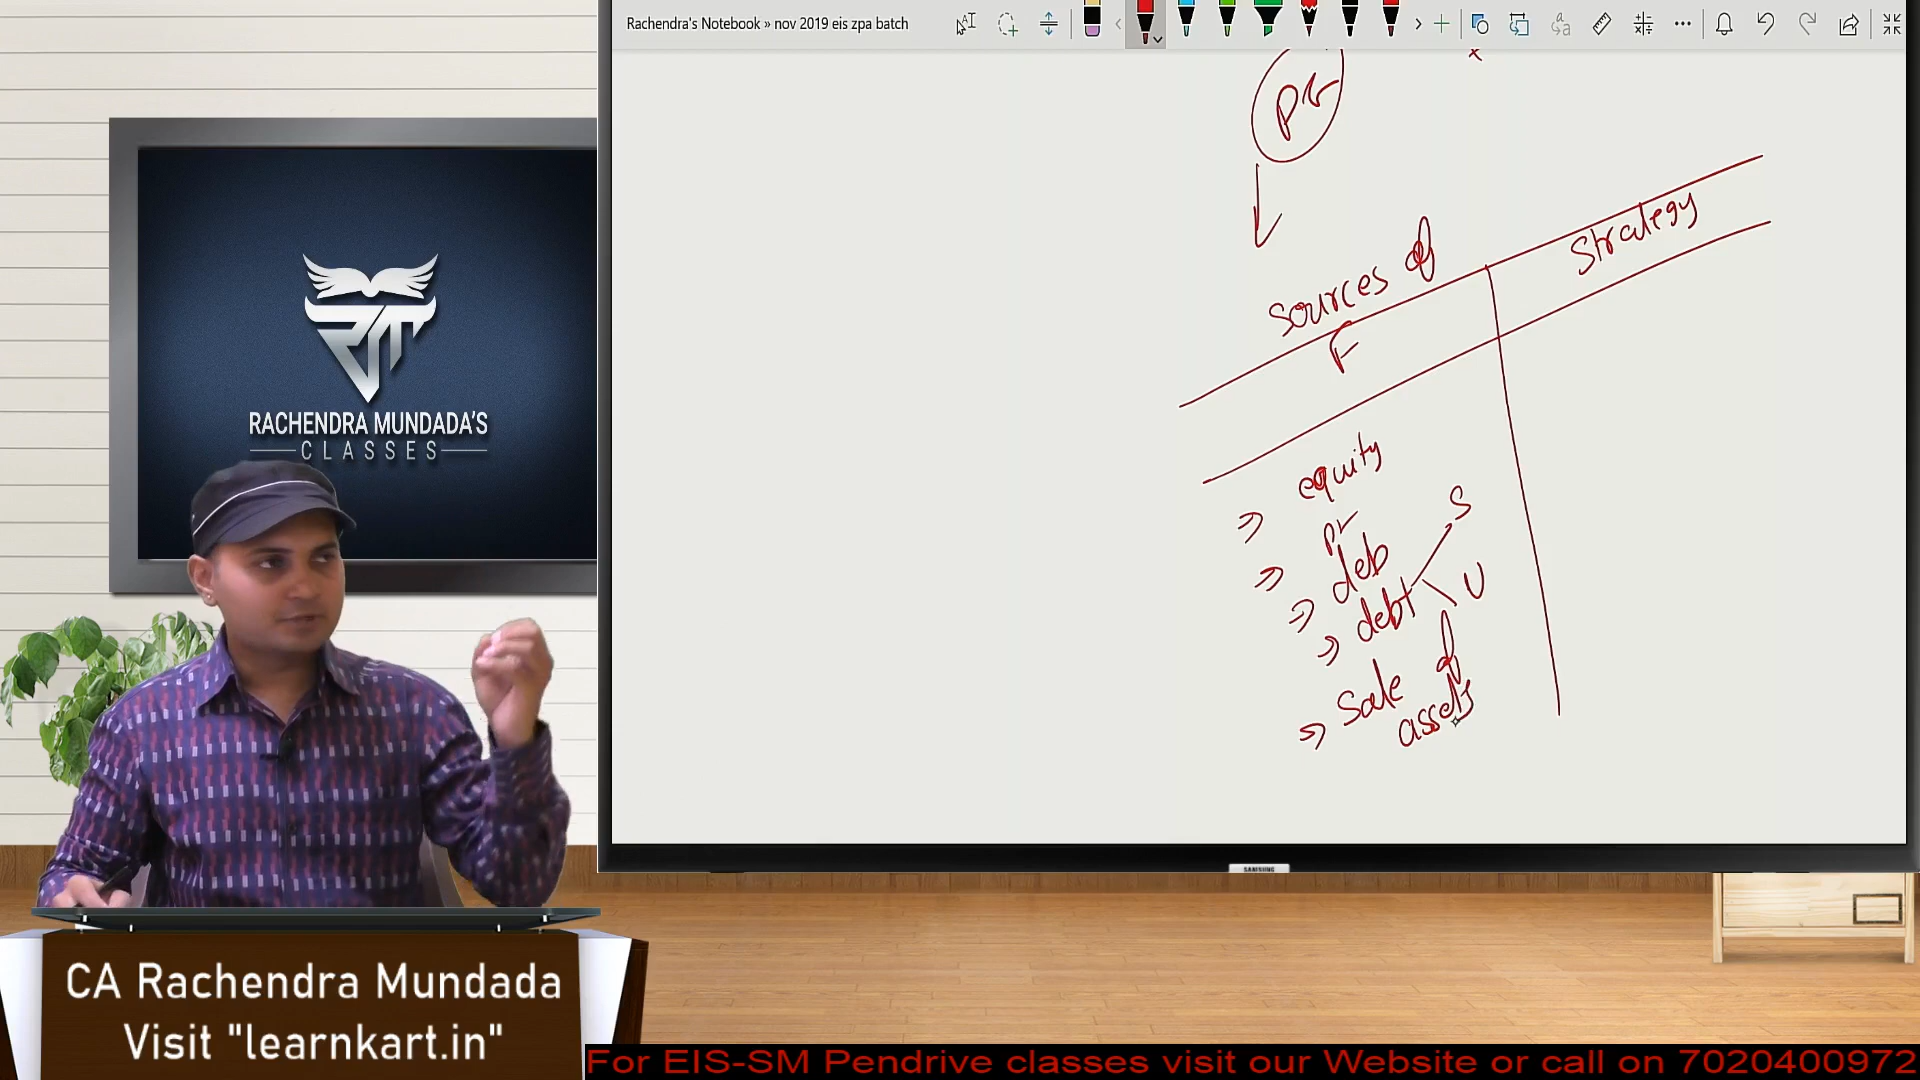 Rachendra's Notebook » nov 2019 eis zpa batch
Sources of
F
Strategy
equity
pr
deb
debt
S
U
Sale of
assets
RACHENDRA MUNDADA'S
CLASSES
SAMSUNG
CA Rachendra Mundada
Visit "learnkart.in"
For EIS-SM Pendrive classes visit our Website or call on 7020400972